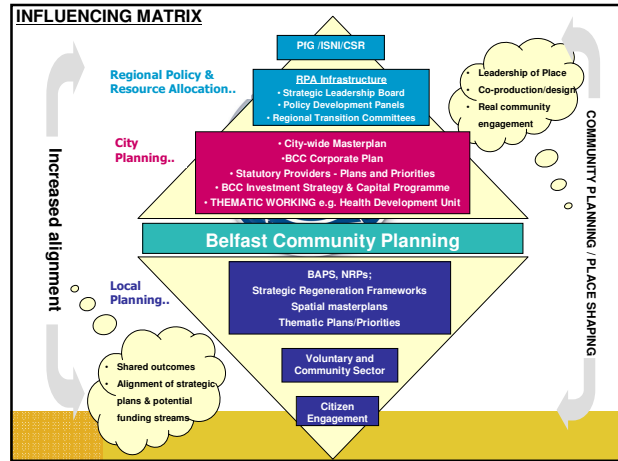 INFLUENCING MATRIX
PfG /ISNI/CSR
Regional Policy &
Resource Allocation..
RPA Infrastructure
• Strategic Leadership Board
• Policy Development Panels
• Regional Transition Committees
• Leadership of Place
• Co-production/design
• Real community
engagement
City
Planning..
• City-wide Masterplan
•BCC Corporate Plan
• Statutory Providers - Plans and Priorities
• BCC Investment Strategy & Capital Programme
• THEMATIC WORKING e.g. Health Development Unit
Increased alignment
COMMUNITY PLANNING / PLACE SHAPING
Belfast Community Planning
Local
Planning..
BAPS, NRPs;
Strategic Regeneration Frameworks
Spatial masterplans
Thematic Plans/Priorities
• Shared outcomes
• Alignment of strategic
plans & potential
funding streams
Voluntary and
Community Sector
Citizen
Engagement